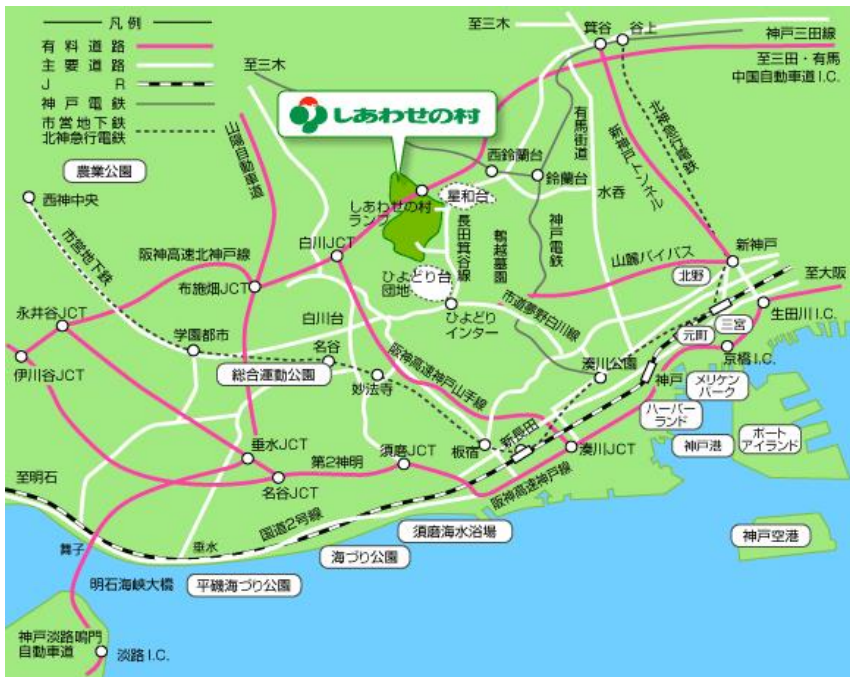 凡例
有料道路
主要道路
J R
神戸電鉄
市営地下鉄
北神急行電鉄
至三木
箕谷
谷上
神戸三田線
至三田・有馬
中国自動車道I.C.
至三木
しあわせの村
有馬街道
北神急行電鉄
新神戸トンネル
山陽自動車道
農業公園
西鈴蘭台
鈴蘭台
水呑
西神中央
しあわせの村
ランプ
星和台
長田箕谷線
鵯越墓園
神戸電鉄
市営地下鉄
阪神高速北神戸線
白川JCT
山麓バイパス
新神戸
北野
至大阪
布施畑JCT
ひよどり台
団地
永井谷JCT
白川台
ひよどり
インター
市道夢野白川線
生田川I.C.
三宮
元町
学園都市
名谷
京橋I.C.
伊川谷JCT
総合運動公園
妙法寺
阪神高速神戸山手線
湊川公園
神戸
メリケン
パーク
ハーバー
ランド
ポート
アイランド
神戸港
板宿
新長田
湊川JCT
垂水JCT
須磨JCT
第2神明
名谷JCT
至明石
阪神高速神戸線
国道2号線
須磨海水浴場
神戸空港
舞子
垂水
海づり公園
明石海峡大橋
平磯海づり公園
神戸淡路鳴門
自動車道
淡路I.C.